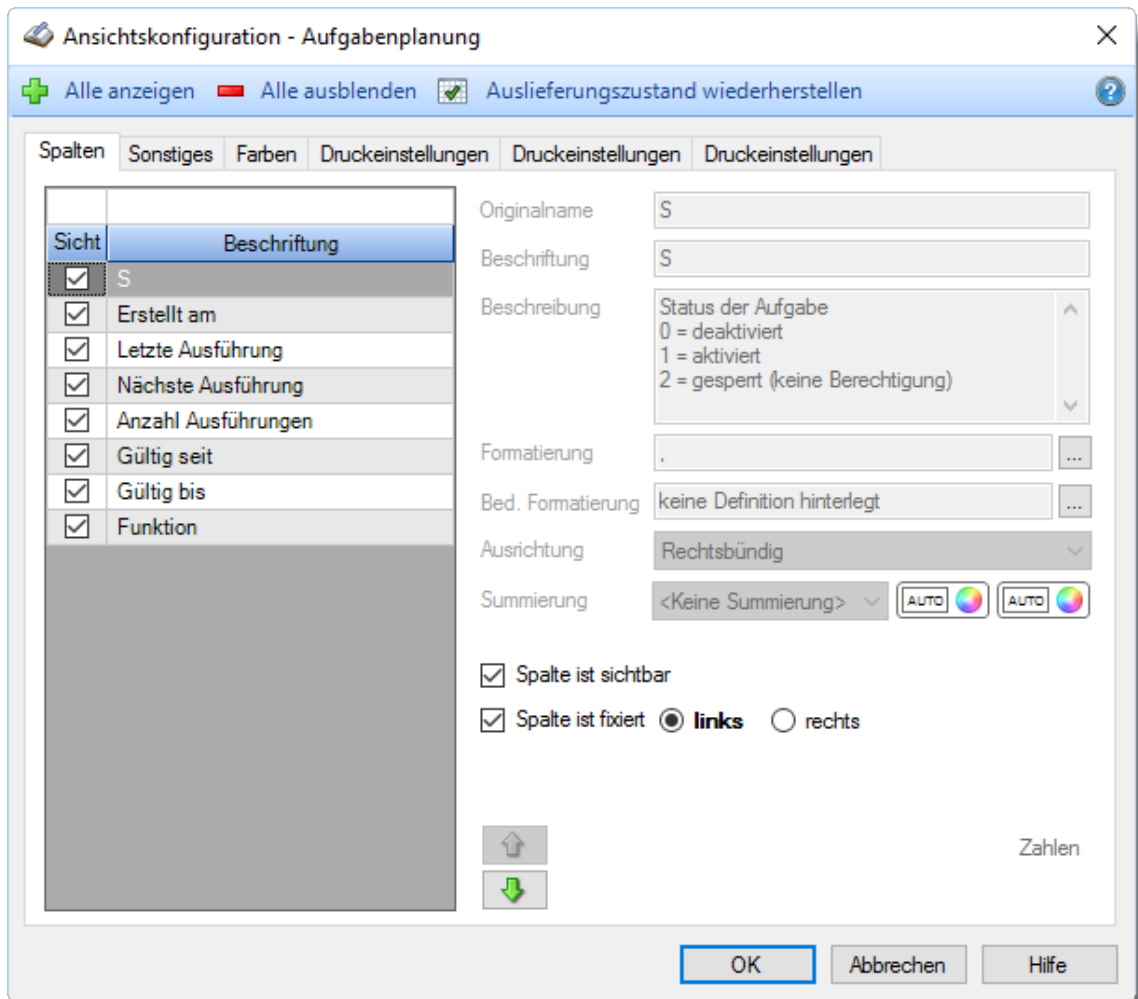 Ansichtskonfiguration - Aufgabenplanung
Alle anzeigen Alle ausblenden Auslieferungszustand wiederherstellen
Spalten Sonstiges Farben Druckeinstellungen Druckeinstellungen Druckeinstellungen
Sicht Beschriftung
S
Erstellt am
Letzte Ausführung
Nächste Ausführung
Anzahl Ausführungen
Gültig seit
Gültig bis
Funktion
Originalname S
Beschriftung S
Beschreibung Status der Aufgabe
0 = deaktiviert
1 = aktiviert
2 = gesperrt (keine Berechtigung)
Formatierung , ...
Bed. Formatierung keine Definition hinterlegt ...
Ausrichtung Rechtsbündig
Summierung <Keine Summierung> AUTO AUTO
Spalte ist sichtbar
Spalte ist fixiert links rechts
Zahlen
OK Abbrechen Hilfe